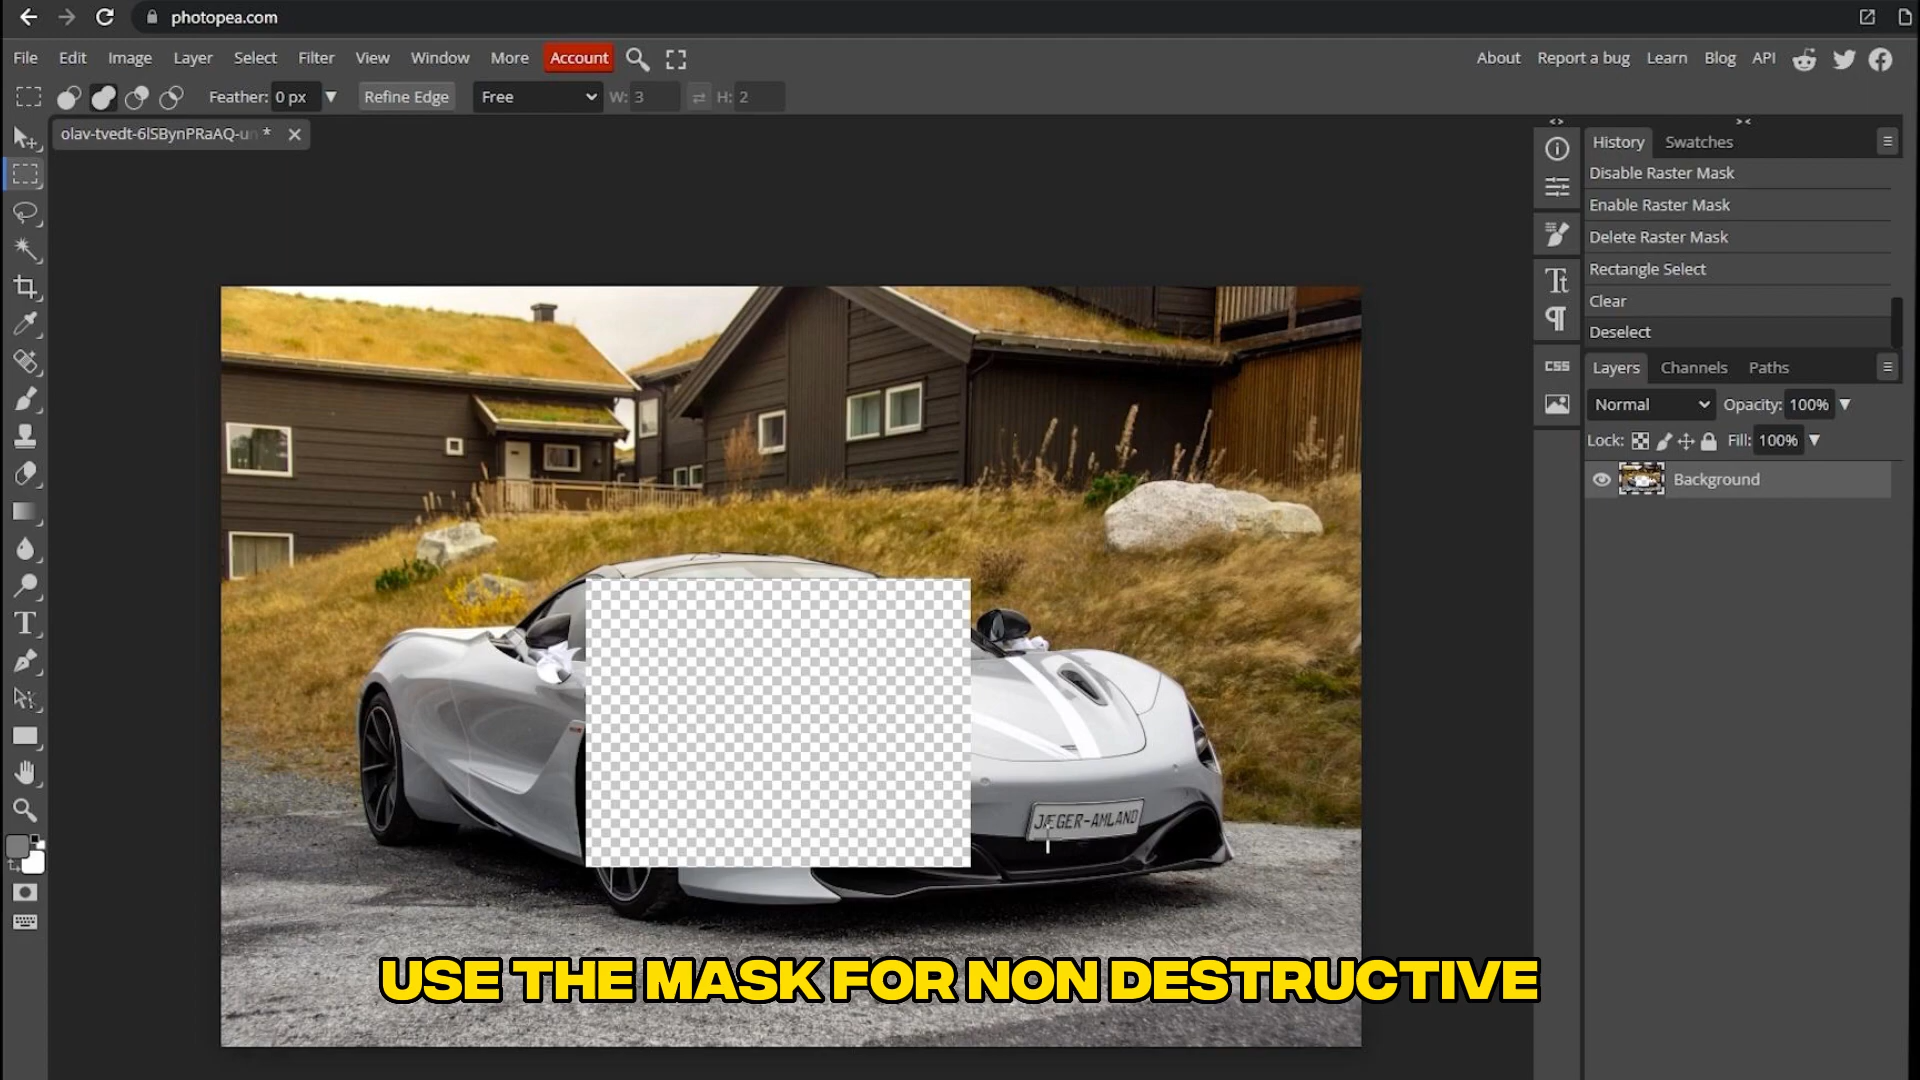 photopea.com
File Edit Image Layer Select Filter View Window More Account About Report a bug Learn Blog API
Feather: 0 px Refine Edge Free W: 3 H: 2
olav-tvedt-6lSBynPRaAQ-un *
History Swatches
Disable Raster Mask
Enable Raster Mask
Delete Raster Mask
Rectangle Select
Clear
Deselect
CSS
Layers Channels Paths
Normal Opacity: 100%
Lock: Fill: 100%
Background
JÆGER-AMLAND
USE THE MASK FOR NON DESTRUCTIVE